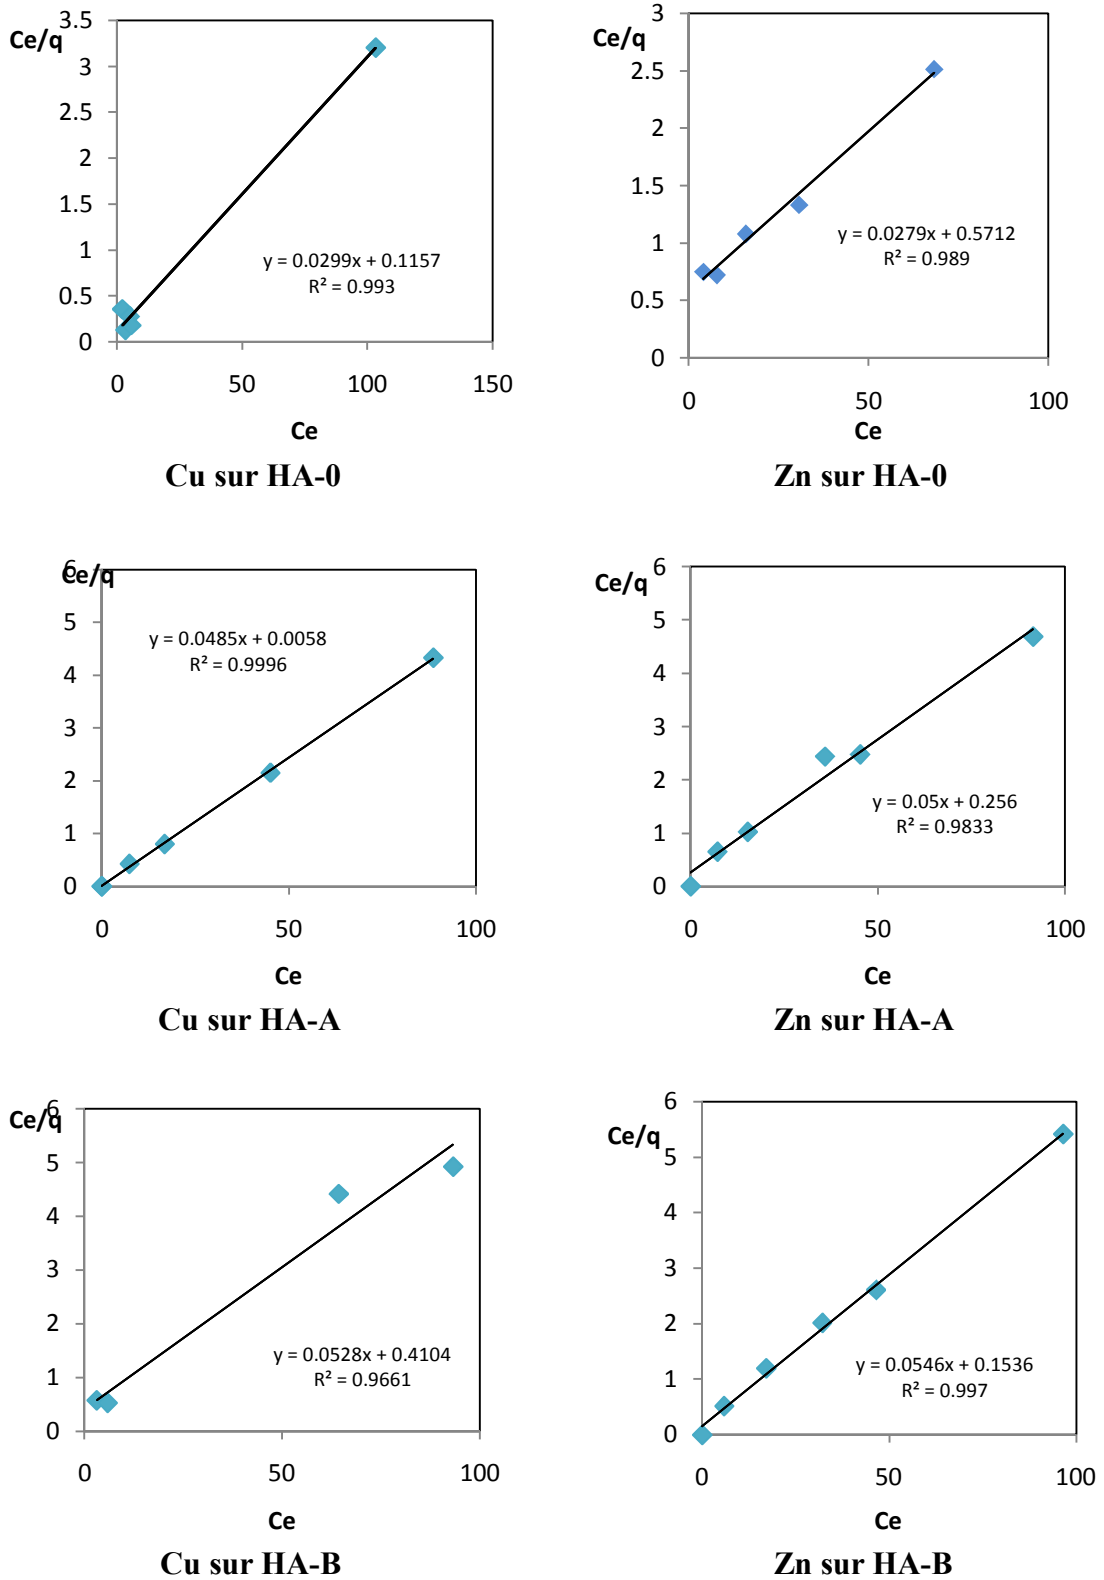 Ce/q
3.5
3
2.5
2
1.5
1
0.5
0
y = 0.0299x + 0.1157
R² = 0.993
0 50 100 150
Ce
Cu sur HA-0
Ce/q
3
2.5
2
1.5
1
0.5
0
y = 0.0279x + 0.5712
R² = 0.989
0 50 100
Ce
Zn sur HA-0
6
Ce/q
5
4
3
2
1
0
y = 0.0485x + 0.0058
R² = 0.9996
0 50 100
Ce
Cu sur HA-A
6
Ce/q
5
4
3
2
1
0
y = 0.05x + 0.256
R² = 0.9833
0 50 100
Ce
Zn sur HA-A
6
Ce/q
5
4
3
2
1
0
y = 0.0528x + 0.4104
R² = 0.9661
0 50 100
Ce
Cu sur HA-B
6
Ce/q
5
4
3
2
1
0
y = 0.0546x + 0.1536
R² = 0.997
0 50 100
Ce
Zn sur HA-B